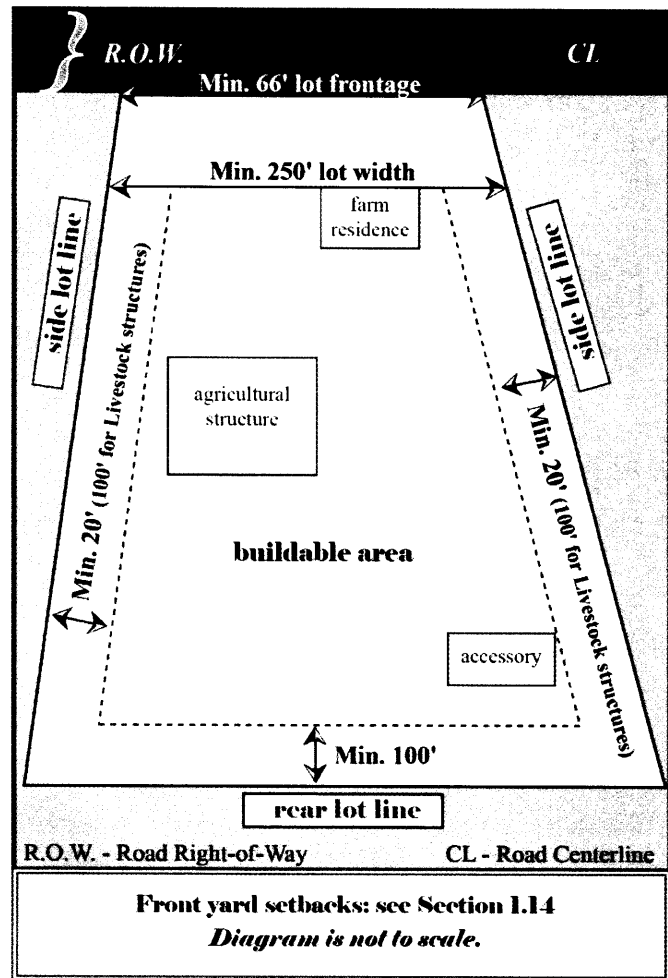 R.O.W. CL
Min. 66' lot frontage
Min. 250' lot width
farm
residence
side lot line
side lot line
Min. 20' (100' for Livestock structures)
agricultural
structure
Min. 20' (100' for Livestock structures)
buildable area
accessory
Min. 100'
rear lot line
R.O.W. - Road Right-of-Way CL - Road Centerline
Front yard setbacks: see Section 1.14
Diagram is not to scale.